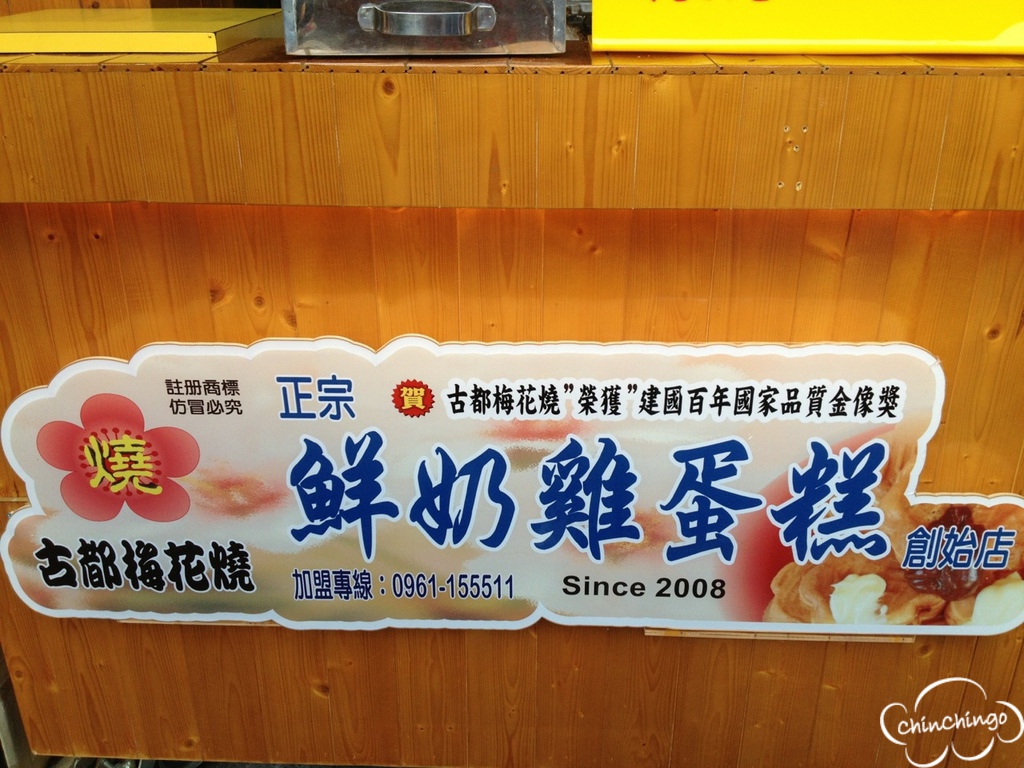 註册商標
仿冒必究
燒
古都梅花燒
正宗
賀 古都梅花燒"榮獲"建國百年國家品質金像獎
鮮奶雞蛋糕
創始店
加盟專線：0961-155511
Since 2008
chinchingo